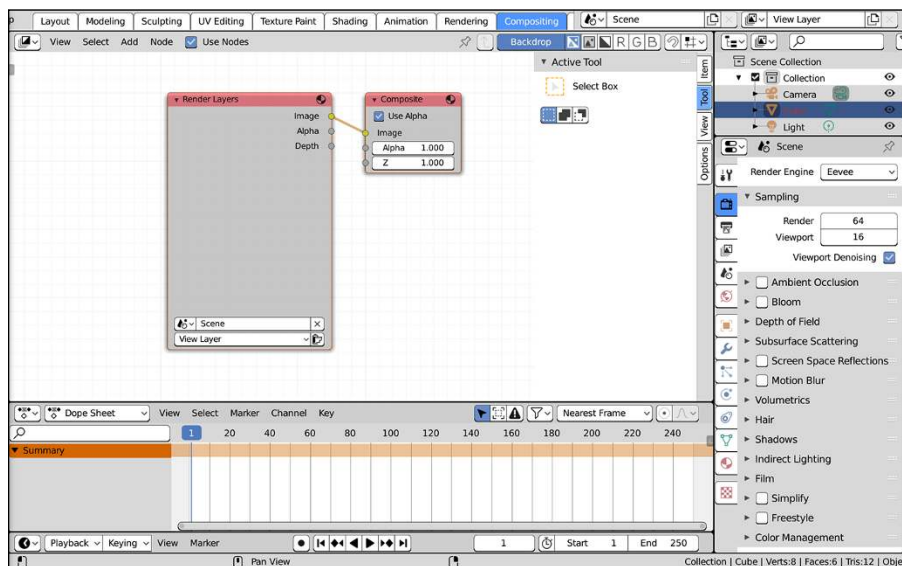 Layout Modeling Sculpting UV Editing Texture Paint Shading Animation Rendering Compositing Scene View Layer
View Select Add Node Use Nodes Backdrop R G B
Active Tool
Select Box
Item
Tool
View
Options
Render Layers
Image
Alpha
Depth
Scene
View Layer
Composite
Use Alpha
Image
Alpha 1.000
Z 1.000
Scene Collection
Collection
Camera
Light
Scene
Render Engine Eevee
Sampling
Render 64
Viewport 16
Viewport Denoising
Ambient Occlusion
Bloom
Depth of Field
Subsurface Scattering
Screen Space Reflections
Motion Blur
Volumetrics
Hair
Shadows
Indirect Lighting
Film
Simplify
Freestyle
Color Management
Dope Sheet View Select Marker Channel Key Nearest Frame
1 20 40 60 80 100 120 140 160 180 200 220 240
Summary
Playback Keying View Marker 1 Start 1 End 250
Pan View Collection | Cube | Verts:8 | Faces:6 | Tris:12 | Obje